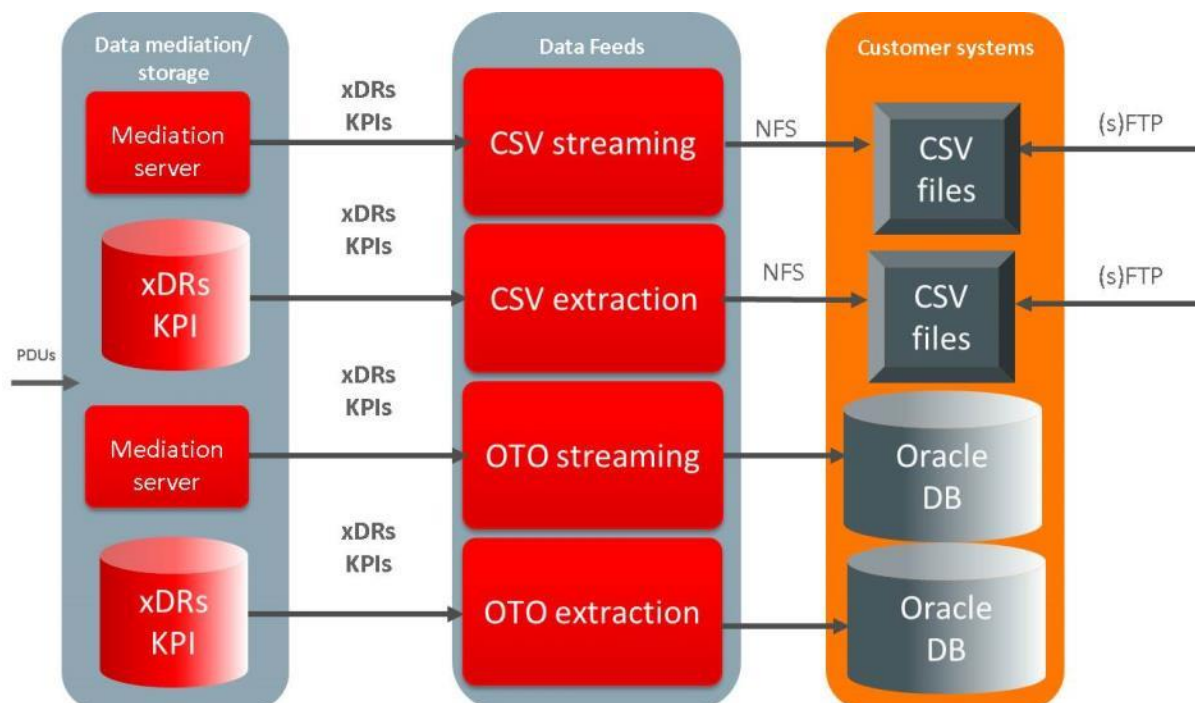 Data mediation/
storage
Data Feeds
Customer systems
Mediation
server
xDRs
KPIs
CSV streaming
NFS
CSV
files
(s)FTP
xDRs
KPI
xDRs
KPIs
CSV extraction
NFS
CSV
files
(s)FTP
PDUs
Mediation
server
xDRs
KPIs
OTO streaming
Oracle
DB
xDRs
KPI
xDRs
KPIs
OTO extraction
Oracle
DB